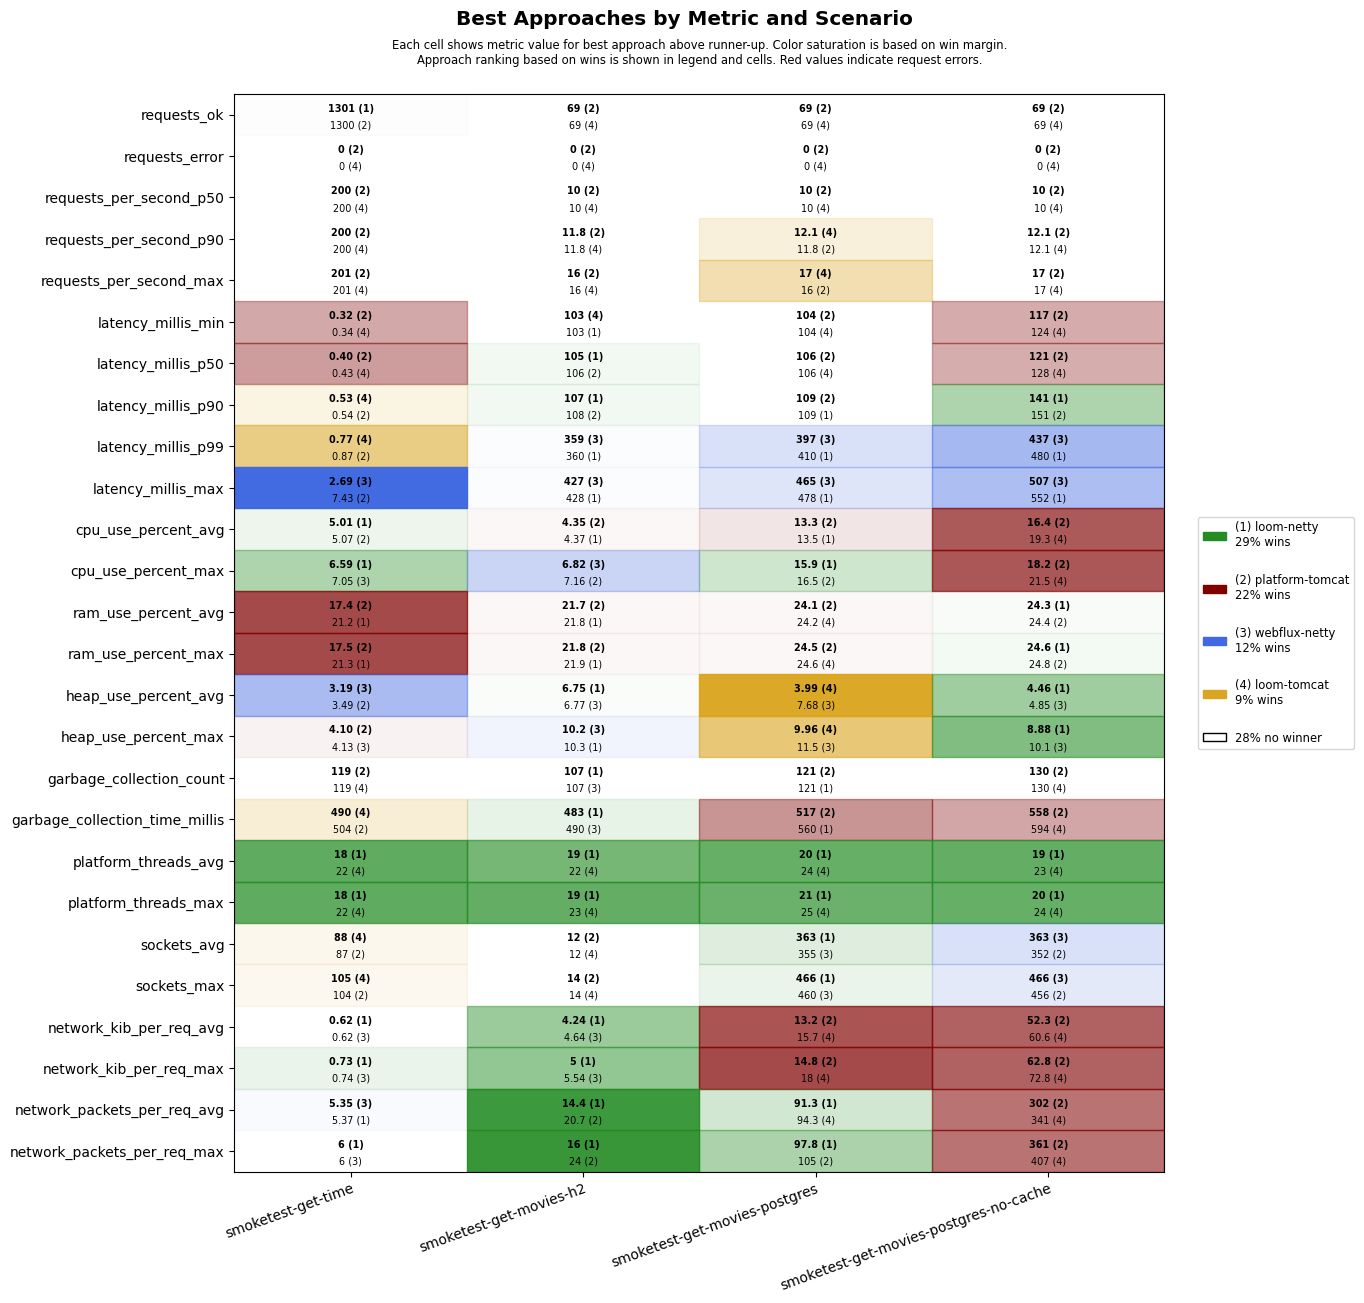 Best Approaches by Metric and Scenario
Each cell shows metric value for best approach above runner-up. Color saturation is based on win margin.
Approach ranking based on wins is shown in legend and cells. Red values indicate request errors.
requests_ok
1301 (1) 69 (2) 69 (2) 69 (2)
1300 (2) 69 (4) 69 (4) 69 (4)
requests_error
0 (2) 0 (2) 0 (2) 0 (2)
0 (4) 0 (4) 0 (4) 0 (4)
requests_per_second_p50
200 (2) 10 (2) 10 (2) 10 (2)
200 (4) 10 (4) 10 (4) 10 (4)
requests_per_second_p90
200 (2) 11.8 (2) 12.1 (4) 12.1 (2)
200 (4) 11.8 (4) 11.8 (2) 12.1 (4)
requests_per_second_max
201 (2) 16 (2) 17 (4) 17 (2)
201 (4) 16 (4) 16 (2) 17 (4)
latency_millis_min
0.32 (2) 103 (4) 104 (2) 117 (2)
0.34 (4) 103 (1) 104 (4) 124 (4)
latency_millis_p50
0.40 (2) 105 (1) 106 (2) 121 (2)
0.43 (4) 106 (2) 106 (4) 128 (4)
latency_millis_p90
0.53 (4) 107 (1) 109 (2) 141 (1)
0.54 (2) 108 (2) 109 (1) 151 (2)
latency_millis_p99
0.77 (4) 359 (3) 397 (3) 437 (3)
0.87 (2) 360 (1) 410 (1) 480 (1)
latency_millis_max
2.69 (3) 427 (3) 465 (3) 507 (3)
7.43 (2) 428 (1) 478 (1) 552 (1)
cpu_use_percent_avg
5.01 (1) 4.35 (2) 13.3 (2) 16.4 (2)
5.07 (2) 4.37 (1) 13.5 (1) 19.3 (4)
cpu_use_percent_max
6.59 (1) 6.82 (3) 15.9 (1) 18.2 (2)
7.05 (3) 7.16 (2) 16.5 (2) 21.5 (4)
ram_use_percent_avg
17.4 (2) 21.7 (2) 24.1 (2) 24.3 (1)
21.2 (1) 21.8 (1) 24.2 (4) 24.4 (2)
ram_use_percent_max
17.5 (2) 21.8 (2) 24.5 (2) 24.6 (1)
21.3 (1) 21.9 (1) 24.6 (4) 24.8 (2)
heap_use_percent_avg
3.19 (3) 6.75 (1) 3.99 (4) 4.46 (1)
3.49 (2) 6.77 (3) 7.68 (3) 4.85 (3)
heap_use_percent_max
4.10 (2) 10.2 (3) 9.96 (4) 8.88 (1)
4.13 (3) 10.3 (1) 11.5 (3) 10.1 (3)
garbage_collection_count
119 (2) 107 (1) 121 (2) 130 (2)
119 (4) 107 (3) 121 (1) 130 (4)
garbage_collection_time_millis
490 (4) 483 (1) 517 (2) 558 (2)
504 (2) 490 (3) 560 (1) 594 (4)
platform_threads_avg
18 (1) 19 (1) 20 (1) 19 (1)
22 (4) 22 (4) 24 (4) 23 (4)
platform_threads_max
18 (1) 19 (1) 21 (1) 20 (1)
22 (4) 23 (4) 25 (4) 24 (4)
sockets_avg
88 (4) 12 (2) 363 (1) 363 (3)
87 (2) 12 (4) 355 (3) 352 (2)
sockets_max
105 (4) 14 (2) 466 (1) 466 (3)
104 (2) 14 (4) 460 (3) 456 (2)
network_kib_per_req_avg
0.62 (1) 4.24 (1) 13.2 (2) 52.3 (2)
0.62 (3) 4.64 (3) 15.7 (4) 60.6 (4)
network_kib_per_req_max
0.73 (1) 5 (1) 14.8 (2) 62.8 (2)
0.74 (3) 5.54 (3) 18 (4) 72.8 (4)
network_packets_per_req_avg
5.35 (3) 14.4 (1) 91.3 (1) 302 (2)
5.37 (1) 20.7 (2) 94.3 (4) 341 (4)
network_packets_per_req_max
6 (1) 16 (1) 97.8 (1) 361 (2)
6 (3) 24 (2) 105 (2) 407 (4)
smoketest-get-time
smoketest-get-movies-h2
smoketest-get-movies-postgres
smoketest-get-movies-postgres-no-cache
(1) loom-netty
29% wins
(2) platform-tomcat
22% wins
(3) webflux-netty
12% wins
(4) loom-tomcat
9% wins
28% no winner